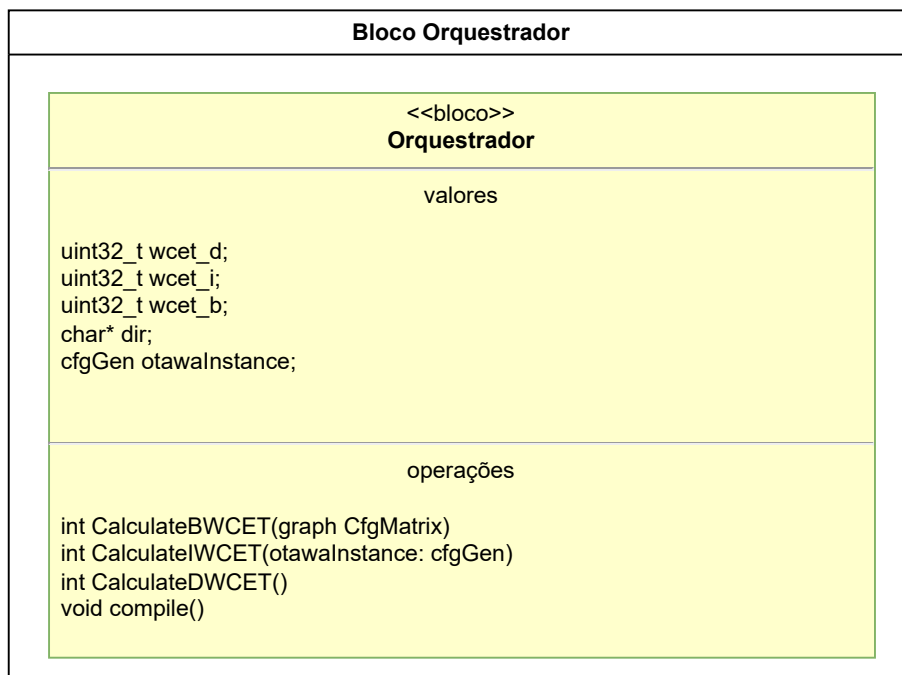 Bloco Orquestrador
<<bloco>>
Orquestrador
valores
uint32_t wcet_d;
uint32_t wcet_i;
uint32_t wcet_b;
char* dir;
cfgGen otawaInstance;
operações
int CalculateBWCET(graph CfgMatrix)
int CalculateIWCET(otawaInstance: cfgGen)
int CalculateDWCET()
void compile()